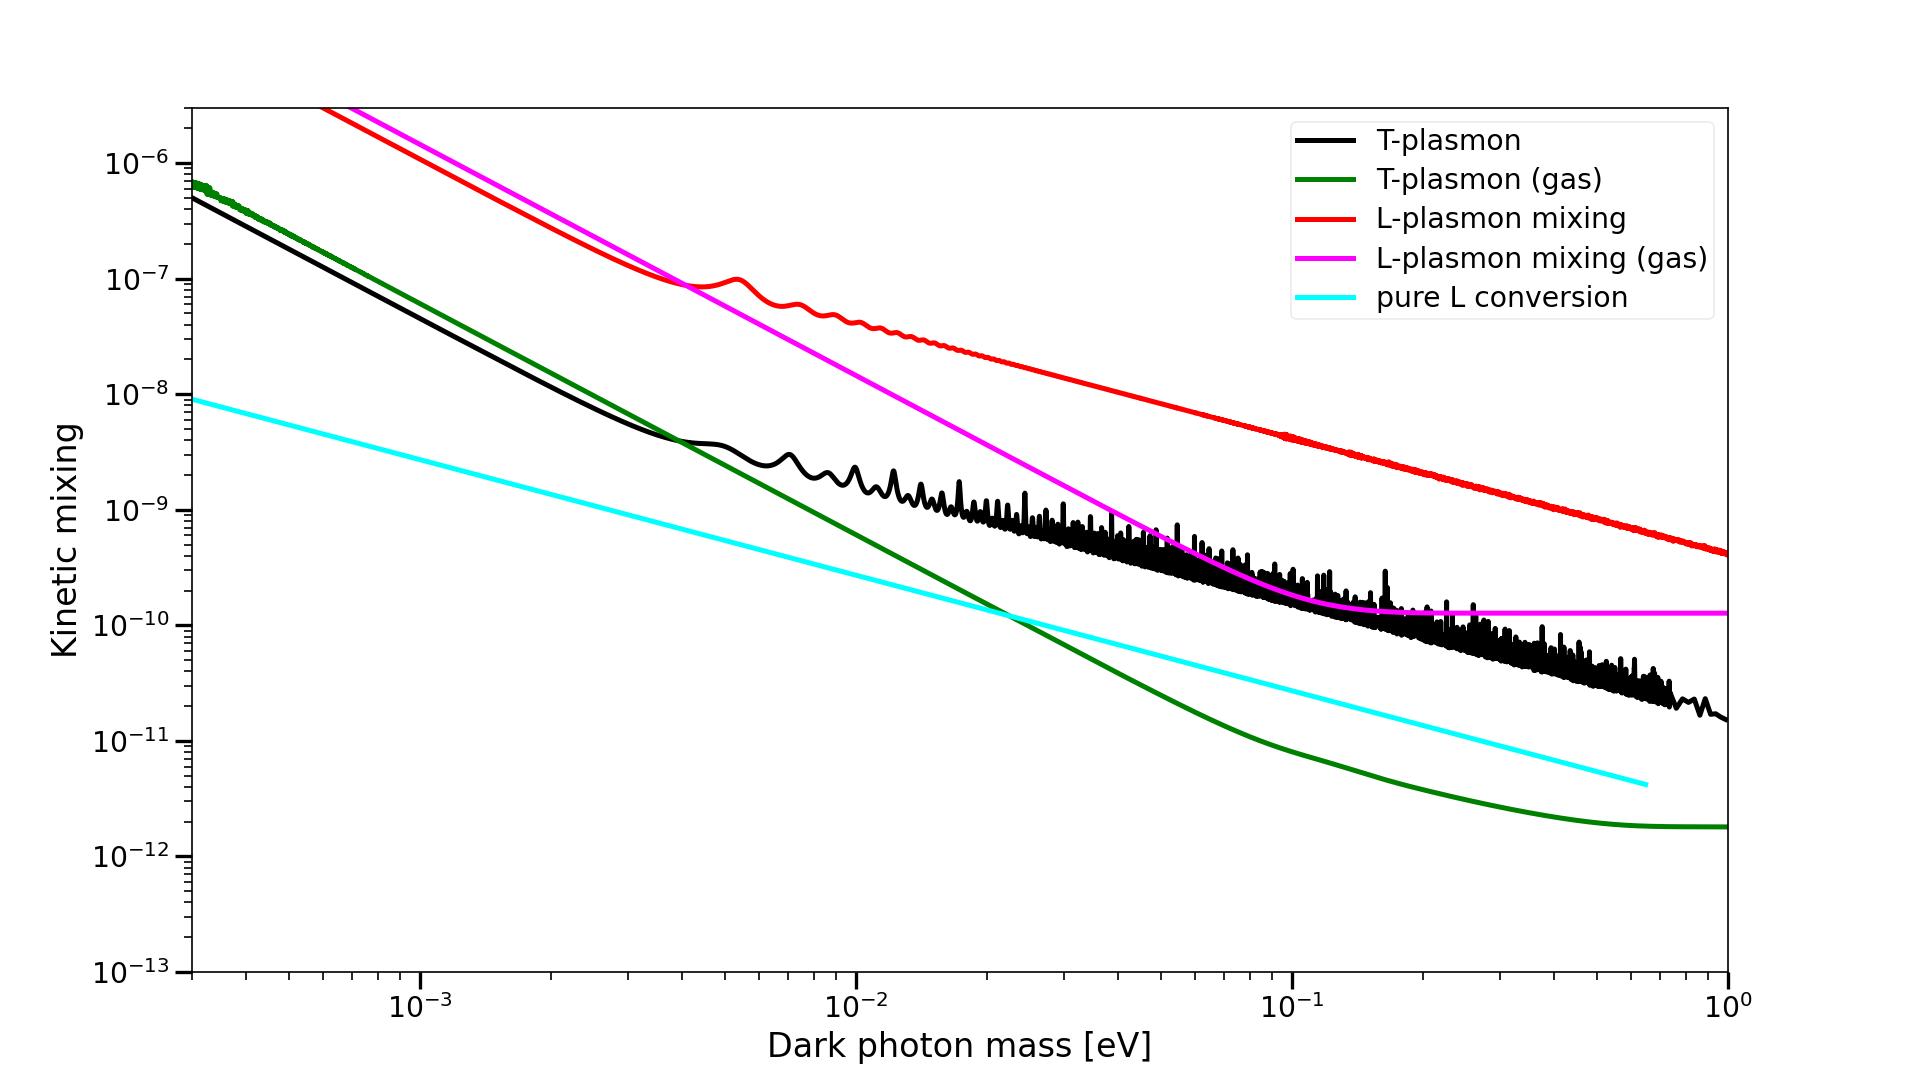 T-plasmon
T-plasmon (gas)
L-plasmon mixing
L-plasmon mixing (gas)
pure L conversion
Kinetic mixing
10⁻⁶
10⁻⁷
10⁻⁸
10⁻⁹
10⁻¹⁰
10⁻¹¹
10⁻¹²
10⁻¹³
10⁻³ 10⁻² 10⁻¹ 10⁰
Dark photon mass [eV]